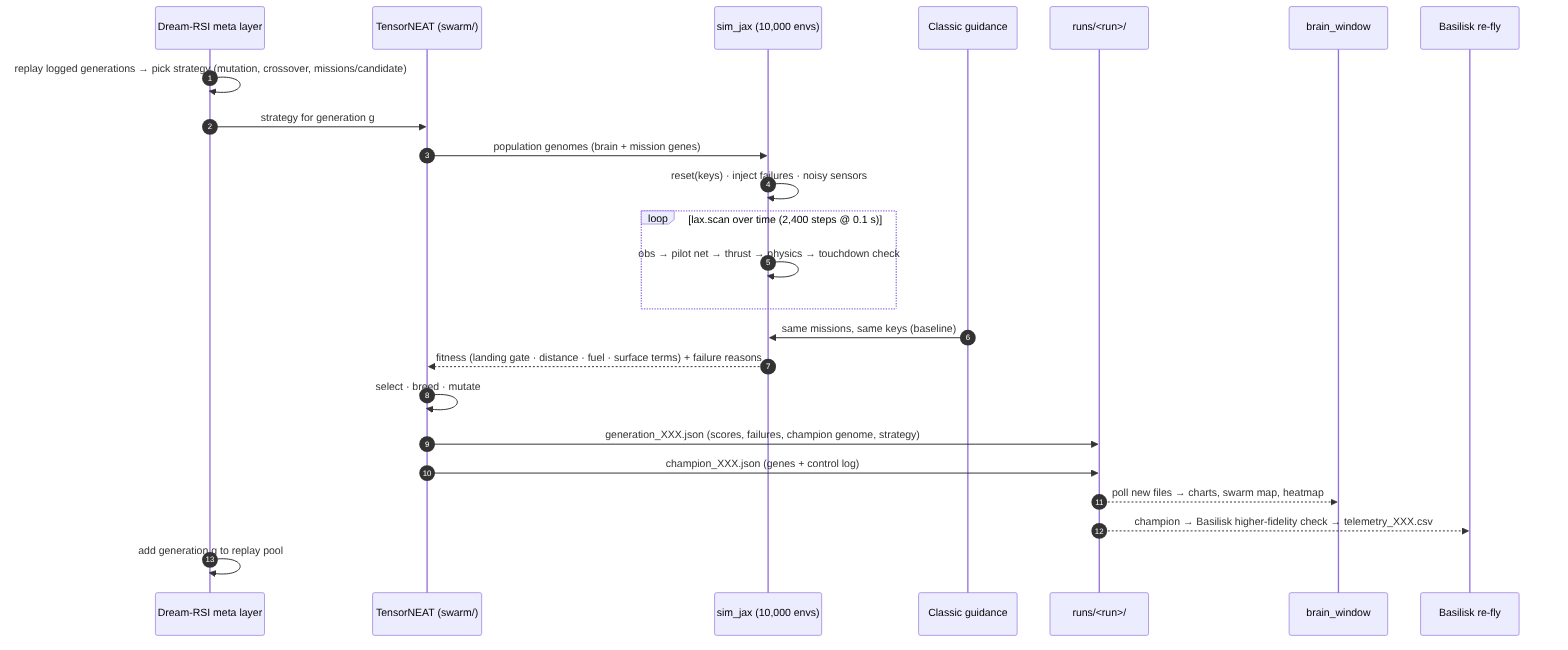 Dream-RSI meta layer
TensorNEAT (swarm/)
sim_jax (10,000 envs)
Classic guidance
runs/<run>/
brain_window
Basilisk re-fly
replay logged generations → pick strategy (mutation, crossover, missions/candidate)
1
strategy for generation g
2
population genomes (brain + mission genes)
3
reset(keys) · inject failures · noisy sensors
4
loop
[lax.scan over time (2,400 steps @ 0.1 s)]
obs → pilot net → thrust → physics → touchdown check
5
same missions, same keys (baseline)
6
fitness (landing gate · distance · fuel · surface terms) + failure reasons
7
select · breed · mutate
8
generation_XXX.json (scores, failures, champion genome, strategy)
9
champion_XXX.json (genes + control log)
10
poll new files → charts, swarm map, heatmap
11
champion → Basilisk higher-fidelity check → telemetry_XXX.csv
12
add generation g to replay pool
13
Dream-RSI meta layer
TensorNEAT (swarm/)
sim_jax (10,000 envs)
Classic guidance
runs/<run>/
brain_window
Basilisk re-fly